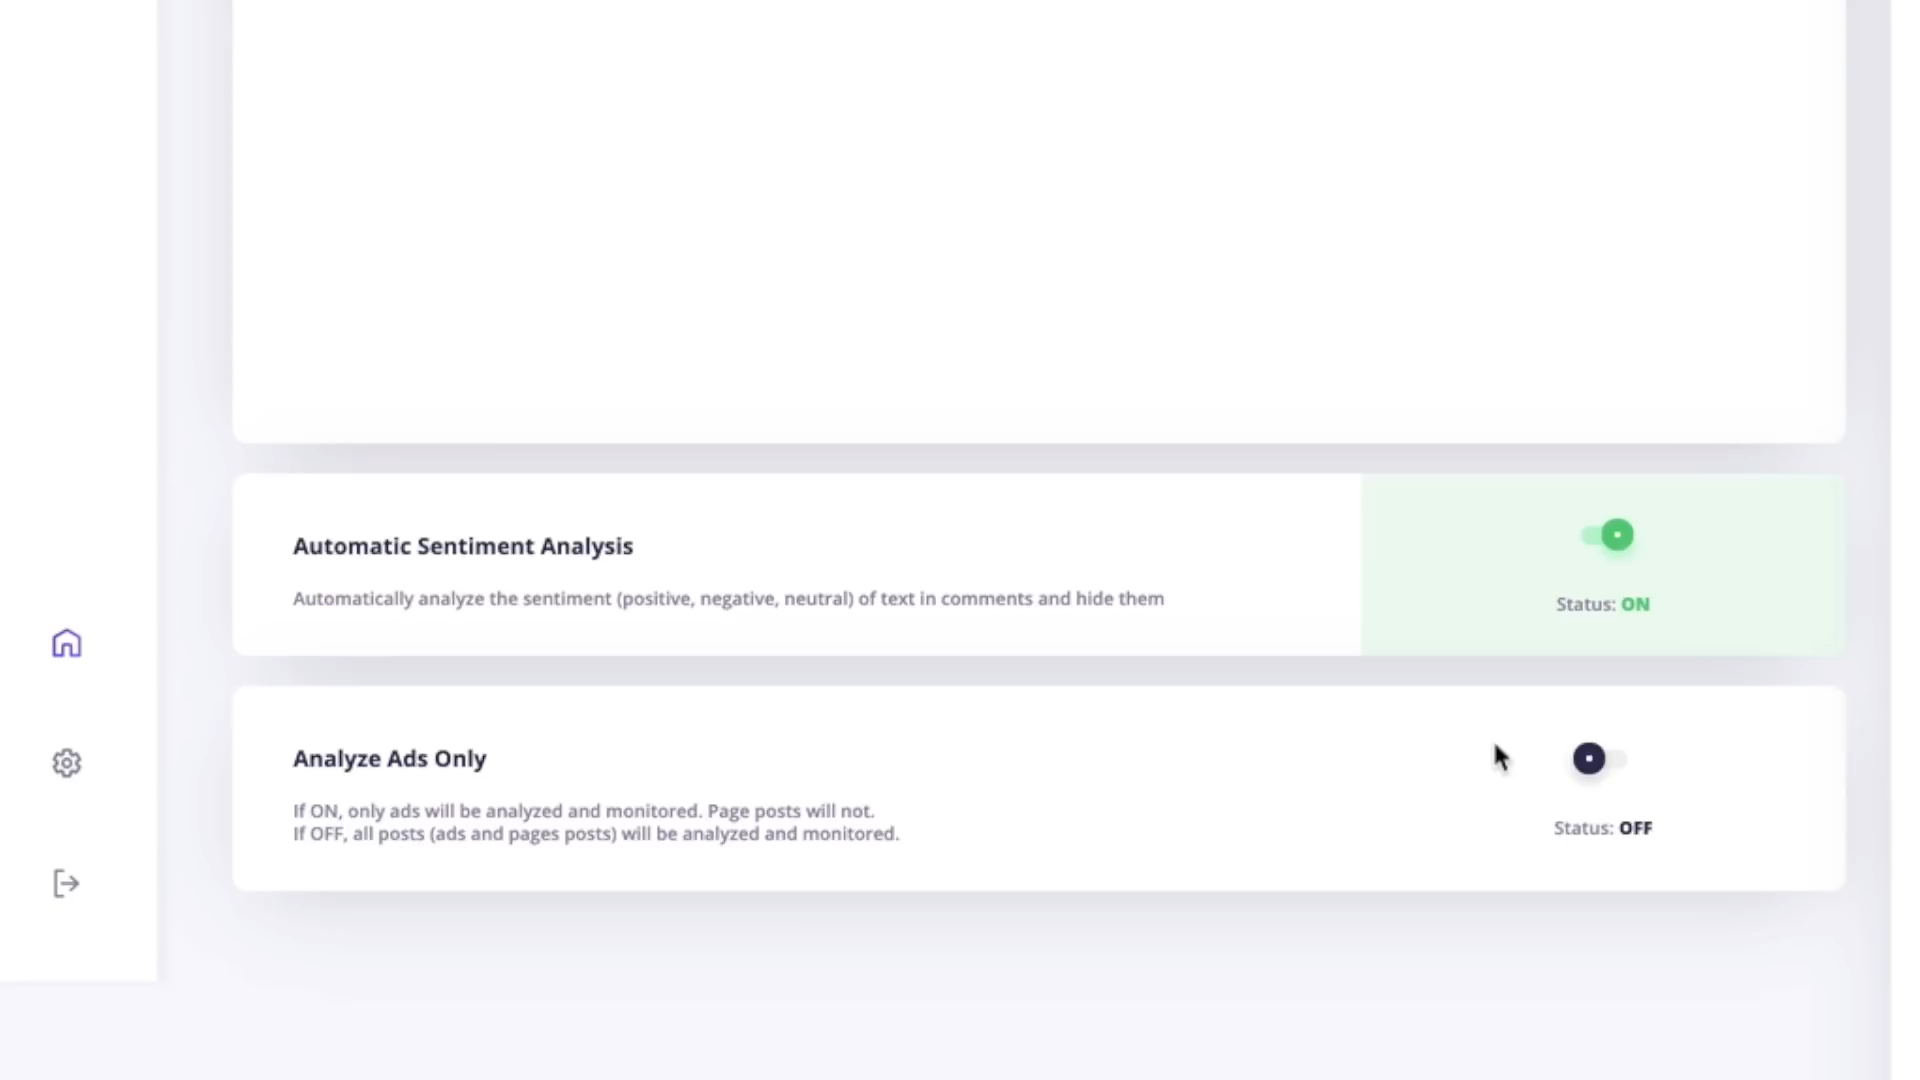 Automatic Sentiment Analysis
Automatically analyze the sentiment (positive, negative, neutral) of text in comments and hide them
Status: ON
Analyze Ads Only
If ON, only ads will be analyzed and monitored. Page posts will not.
If OFF, all posts (ads and pages posts) will be analyzed and monitored.
Status: OFF